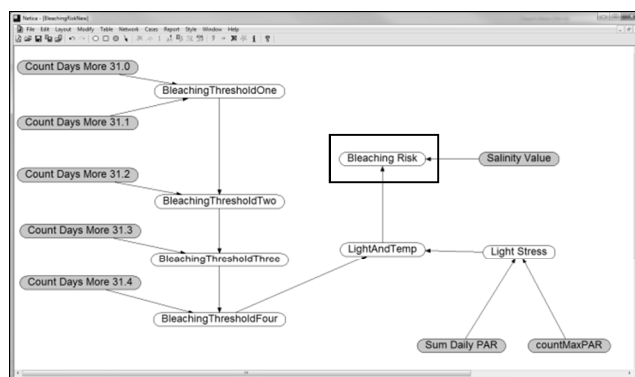 Netica - [BleachingRiskNew]
File Edit Layout Modify Table Network Cases Report Style Window Help
Count Days More 31.0
BleachingThresholdOne
Count Days More 31.1
Bleaching Risk
Salinity Value
Count Days More 31.2
BleachingThresholdTwo
Count Days More 31.3
LightAndTemp
Light Stress
BleachingThresholdThree
Count Days More 31.4
BleachingThresholdFour
Sum Daily PAR
countMaxPAR